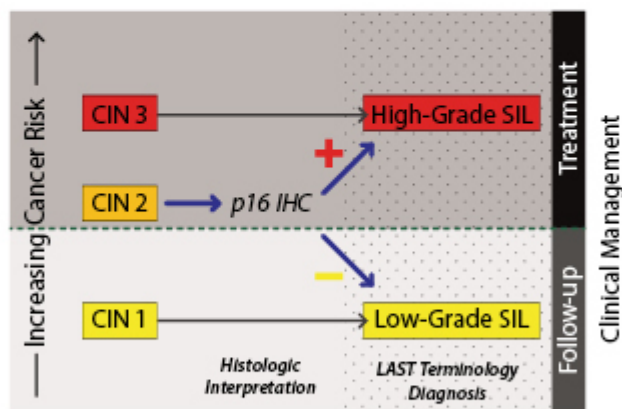 Increasing Cancer Risk
CIN 3
High-Grade SIL
+
CIN 2
p16 IHC
−
CIN 1
Low-Grade SIL
Histologic
Interpretation
LAST Terminology
Diagnosis
Treatment
Follow-up
Clinical Management